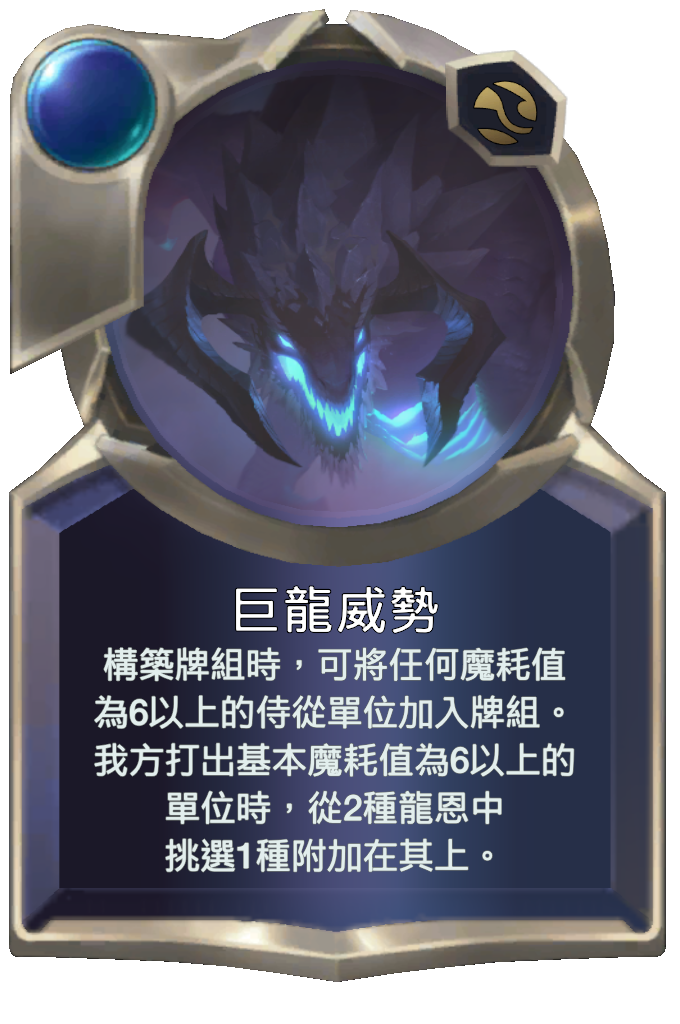 巨龍威勢
構築牌組時，可將任何魔耗值
為6以上的侍從單位加入牌組。
我方打出基本魔耗值為6以上的
單位時，從2種龍恩中
挑選1種附加在其上。